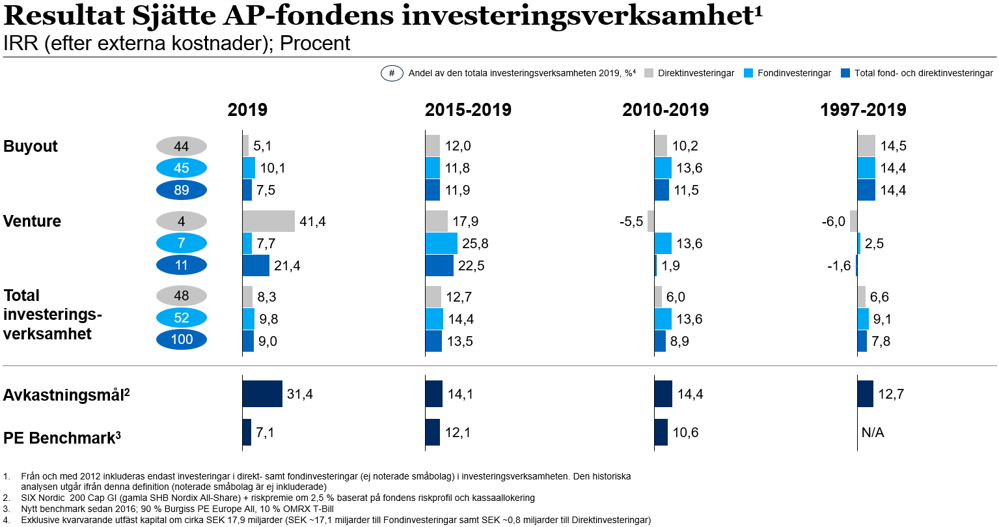 Resultat Sjätte AP-fondens investeringsverksamhet¹
IRR (efter externa kostnader); Procent
# Andel av den totala investeringsverksamheten 2019, %⁴ Direktinvesteringar Fondinvesteringar Total fond- och direktinvesteringar
2019 2015-2019 2010-2019 1997-2019
Buyout 44 5,1 12,0 10,2 14,5
45 10,1 11,8 13,6 14,4
89 7,5 11,9 11,5 14,4
Venture 4 41,4 17,9 -5,5 -6,0
7 7,7 25,8 13,6 2,5
11 21,4 22,5 1,9 -1,6
Total 48 8,3 12,7 6,0 6,6
investerings- 52 9,8 14,4 13,6 9,1
verksamhet 100 9,0 13,5 8,9 7,8
Avkastningsmål² 31,4 14,1 14,4 12,7
PE Benchmark³ 7,1 12,1 10,6 N/A
1. Från och med 2012 inkluderas endast investeringar i direkt- samt fondinvesteringar (ej noterade småbolag) i investeringsverksamheten. Den historiska
analysen utgår ifrån denna definition (noterade småbolag är ej inkluderade)
2. SIX Nordic 200 Cap GI (gamla SHB Nordix All-Share) + riskpremie om 2,5 % baserat på fondens riskprofil och kassaallokering
3. Nytt benchmark sedan 2016; 90 % Burgiss PE Europe All, 10 % OMRX T-Bill
4. Exklusive kvarvarande utfäst kapital om cirka SEK 17,9 miljarder (SEK ~17,1 miljarder till Fondinvesteringar samt SEK ~0,8 miljarder till Direktinvesteringar)